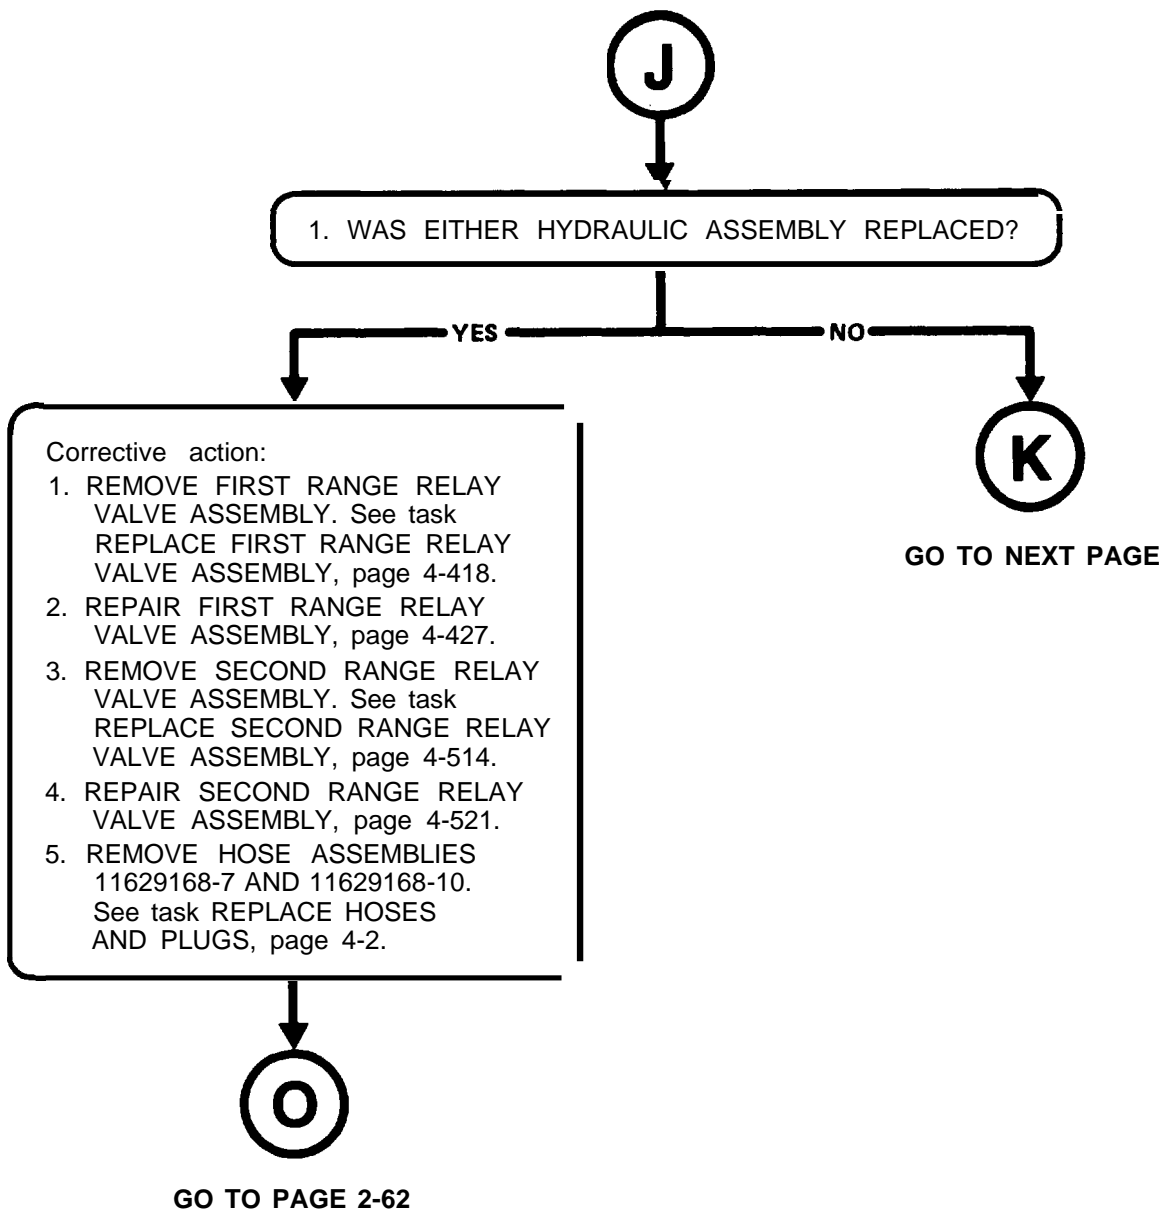 J
1. WAS EITHER HYDRAULIC ASSEMBLY REPLACED?
YES
NO
Corrective action:
1. REMOVE FIRST RANGE RELAY
VALVE ASSEMBLY. See task
REPLACE FIRST RANGE RELAY
VALVE ASSEMBLY, page 4-418.
2. REPAIR FIRST RANGE RELAY
VALVE ASSEMBLY, page 4-427.
3. REMOVE SECOND RANGE RELAY
VALVE ASSEMBLY. See task
REPLACE SECOND RANGE RELAY
VALVE ASSEMBLY, page 4-514.
4. REPAIR SECOND RANGE RELAY
VALVE ASSEMBLY, page 4-521.
5. REMOVE HOSE ASSEMBLIES
11629168-7 AND 11629168-10.
See task REPLACE HOSES
AND PLUGS, page 4-2.
K
GO TO NEXT PAGE
O
GO TO PAGE 2-62